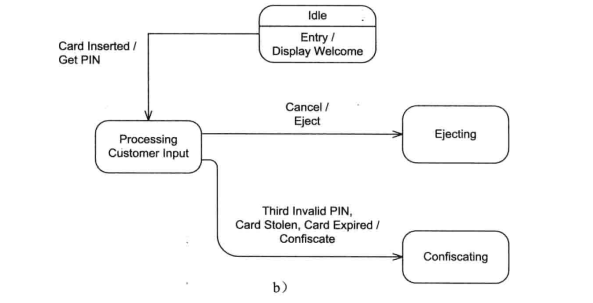 Idle
Entry /
Display Welcome
Card Inserted /
Get PIN
Cancel /
Eject
Processing
Customer Input
Ejecting
Third Invalid PIN,
Card Stolen, Card Expired /
Confiscate
Confiscating
b）